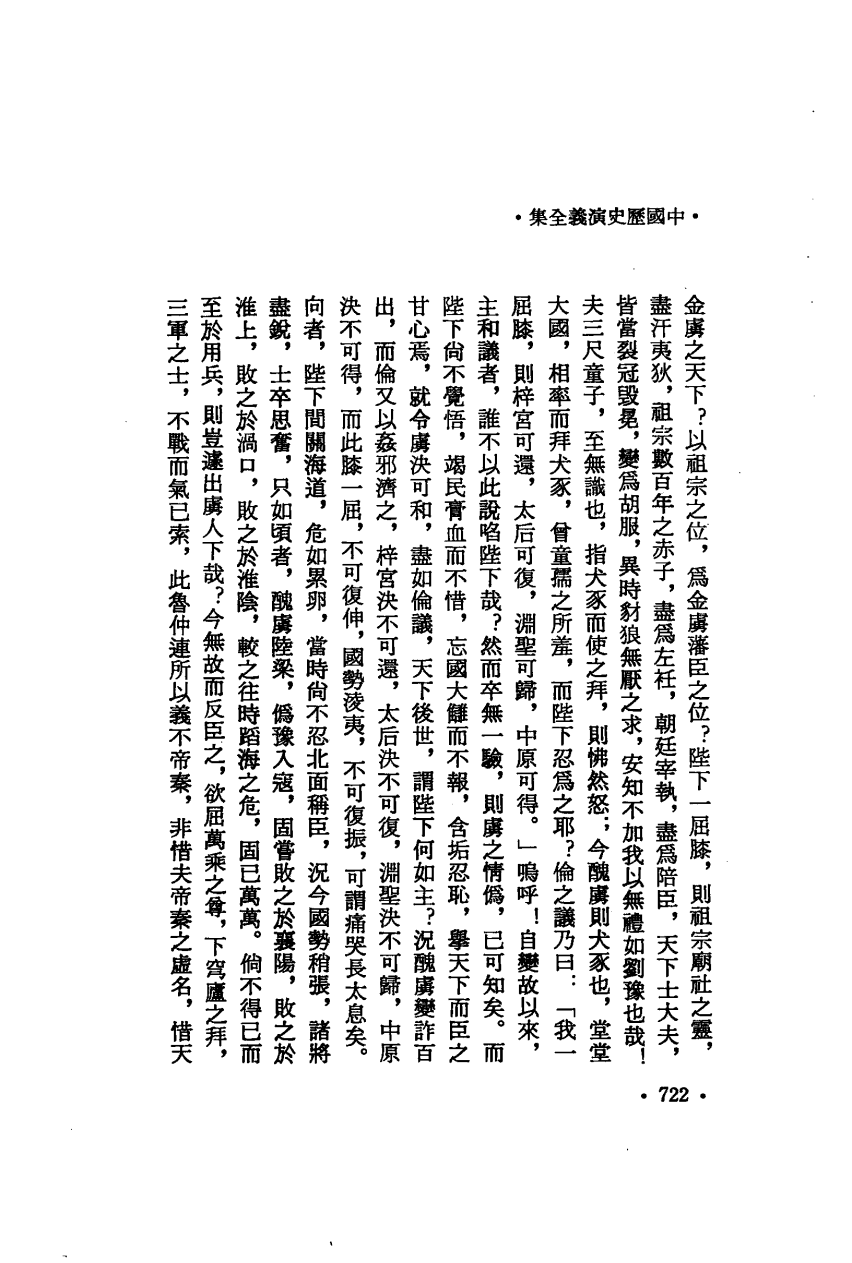 ·中國歷史演義全集·
金虜之天下？以祖宗之位，爲金虜藩臣之位？陛下一屈膝，則祖宗廟社之靈，
盡汙夷狄，祖宗數百年之赤子，盡爲左衽，朝廷宰執，盡爲陪臣，天下士大夫，
皆當裂冠毀冕，變爲胡服，異時豺狼無厭之求，安知不加我以無禮如劉豫也哉！
夫三尺童子，至無識也，指犬豕而使之拜，則怫然怒；今醜虜則犬豕也，堂堂
大國，相率而拜犬豕，曾童孺之所羞，而陛下忍爲之耶？倫之議乃曰：「我一
屈膝，則梓宮可還，太后可復，淵聖可歸，中原可得。」嗚呼！自變故以來，
主和議者，誰不以此說啗陛下哉？然而卒無一驗，則虜之情僞，已可知矣。而
陛下尙不覺悟，竭民膏血而不惜，忘國大讎而不報，含垢忍恥，擧天下而臣之
甘心焉，就令虜決可和，盡如倫議，天下後世，謂陛下何如主？況醜虜變詐百
出，而倫又以姦邪濟之，梓宮決不可還，太后決不可復，淵聖決不可歸，中原
決不可得，而此膝一屈，不可復伸，國勢淩夷，不可復振，可謂痛哭長太息矣。
向者，陛下間關海道，危如累卵，當時尙不忍北面稱臣，況今國勢稍張，諸將
盡銳，士卒思奮，只如頃者，醜虜陸梁，僞豫入寇，固嘗敗之於襄陽，敗之於
淮上，敗之於渦口，敗之於淮陰，較之往時蹈海之危，固已萬萬。倘不得已而
至於用兵，則豈遽出虜人下哉？今無故而反臣之，欲屈萬乘之尊，下穹廬之拜，
三軍之士，不戰而氣已索，此魯仲連所以義不帝秦，非惜夫帝秦之虛名，惜天
·722·